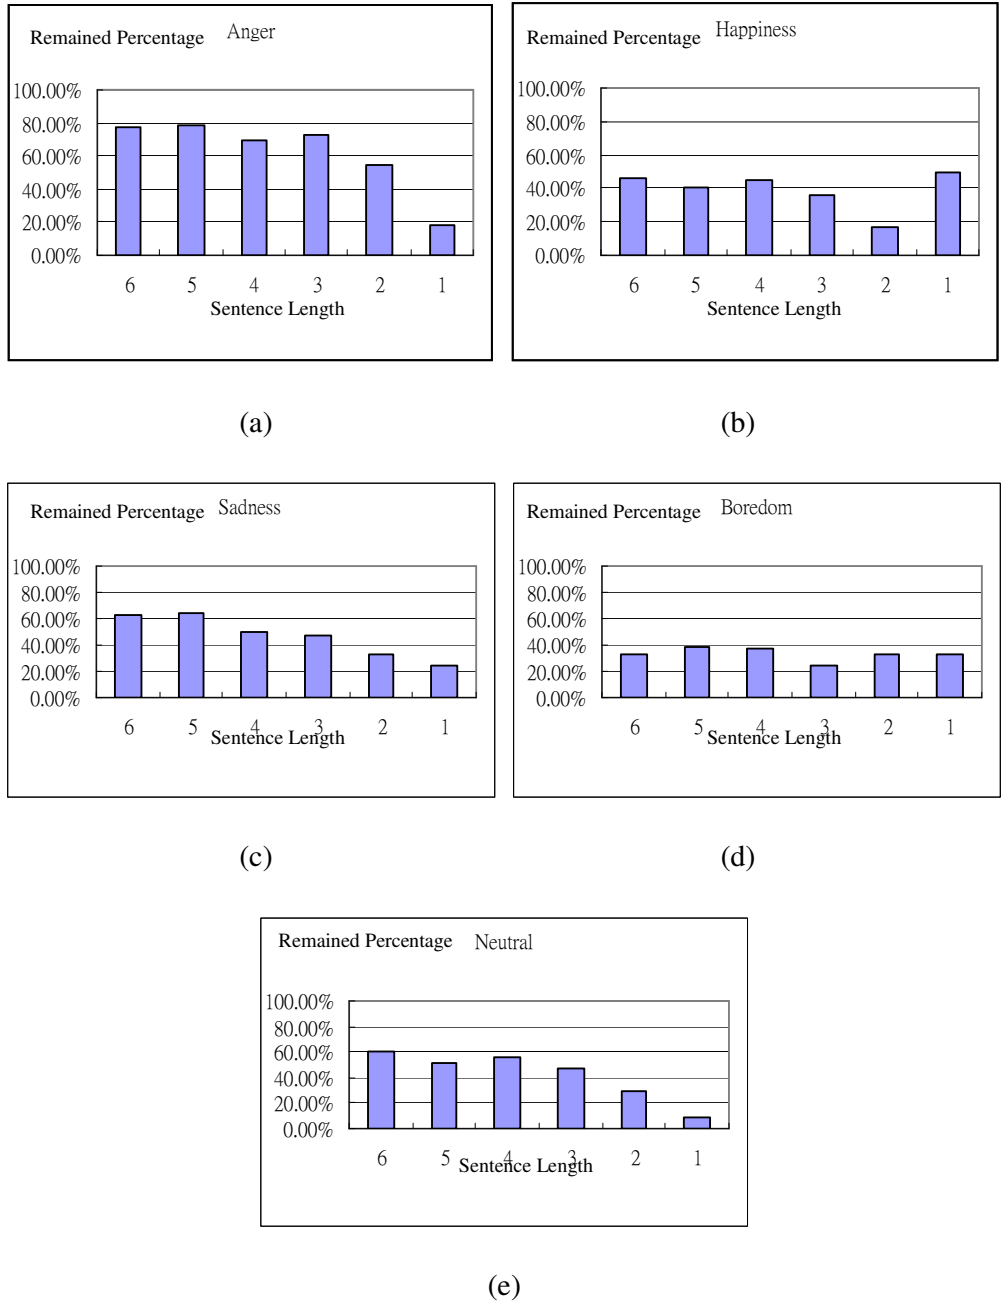 Remained Percentage Anger
100.00%
80.00%
60.00%
40.00%
20.00%
0.00%
6 5 4 3 2 1
Sentence Length
(a)
Remained Percentage Happiness
100.00%
80.00%
60.00%
40.00%
20.00%
0.00%
6 5 4 3 2 1
Sentence Length
(b)
Remained Percentage Sadness
100.00%
80.00%
60.00%
40.00%
20.00%
0.00%
6 5 4 3 2 1
Sentence Length
(c)
Remained Percentage Boredom
100.00%
80.00%
60.00%
40.00%
20.00%
0.00%
6 5 4 3 2 1
Sentence Length
(d)
Remained Percentage Neutral
100.00%
80.00%
60.00%
40.00%
20.00%
0.00%
6 5 4 3 2 1
Sentence Length
(e)